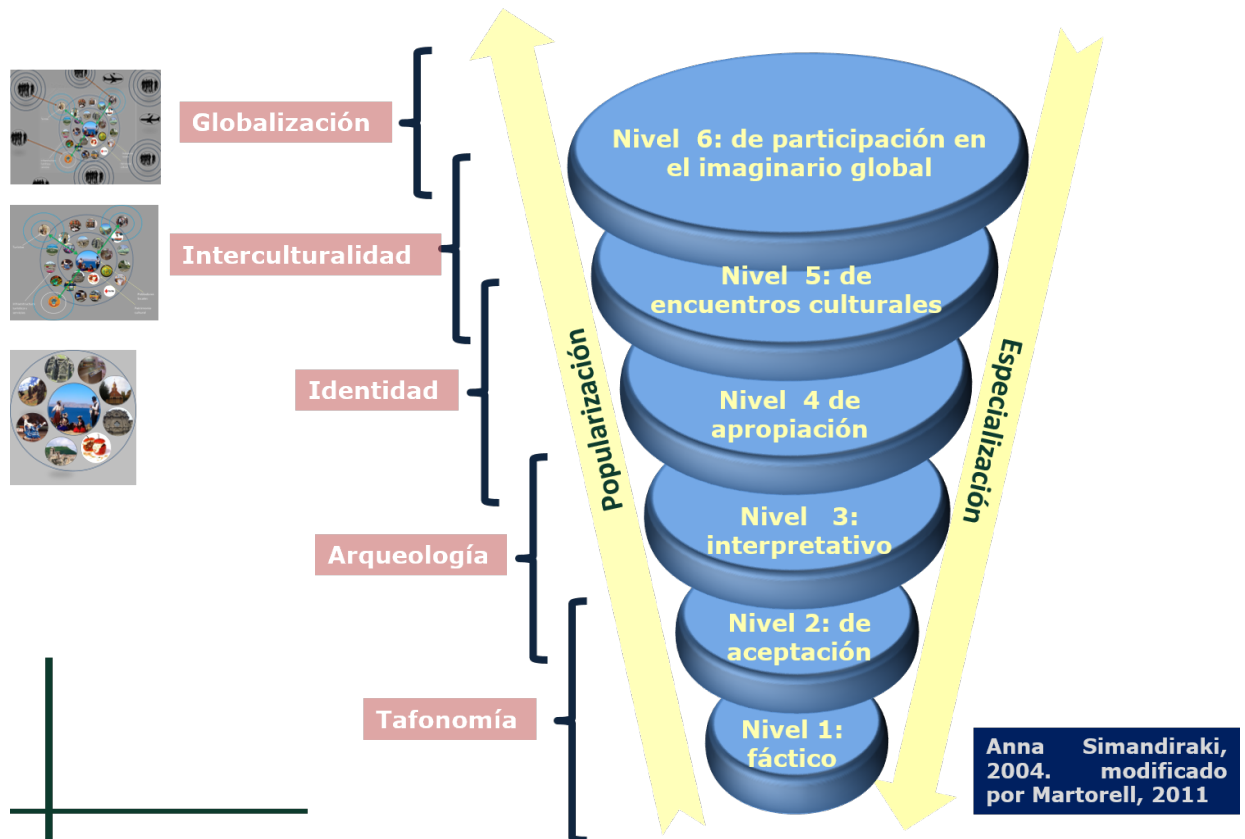 Globalización
Nivel 6: de participación en
el imaginario global
Interculturalidad
Nivel 5: de
encuentros culturales
Identidad
Nivel 4 de
apropiación
Popularización
Especialización
Arqueología
Nivel 3:
interpretativo
Nivel 2: de
aceptación
Tafonomía
Nivel 1:
fáctico
Anna Simandiraki,
2004. modificado
por Martorell, 2011